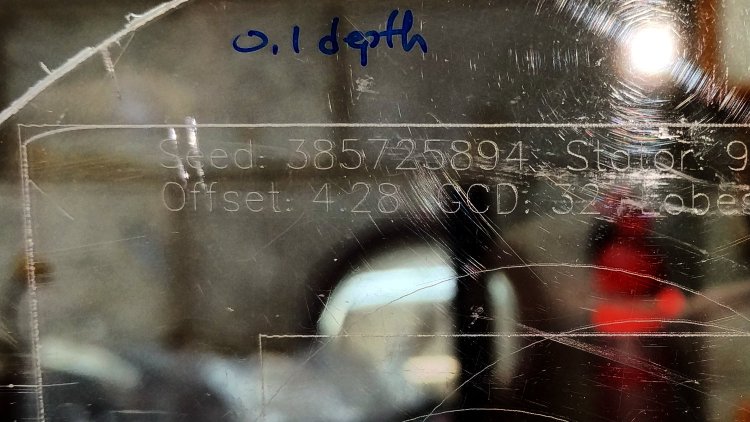 0.1 depth
Seed: 385725894 Stator: 9
Offset: 4.28 GCD: 32 Lobes